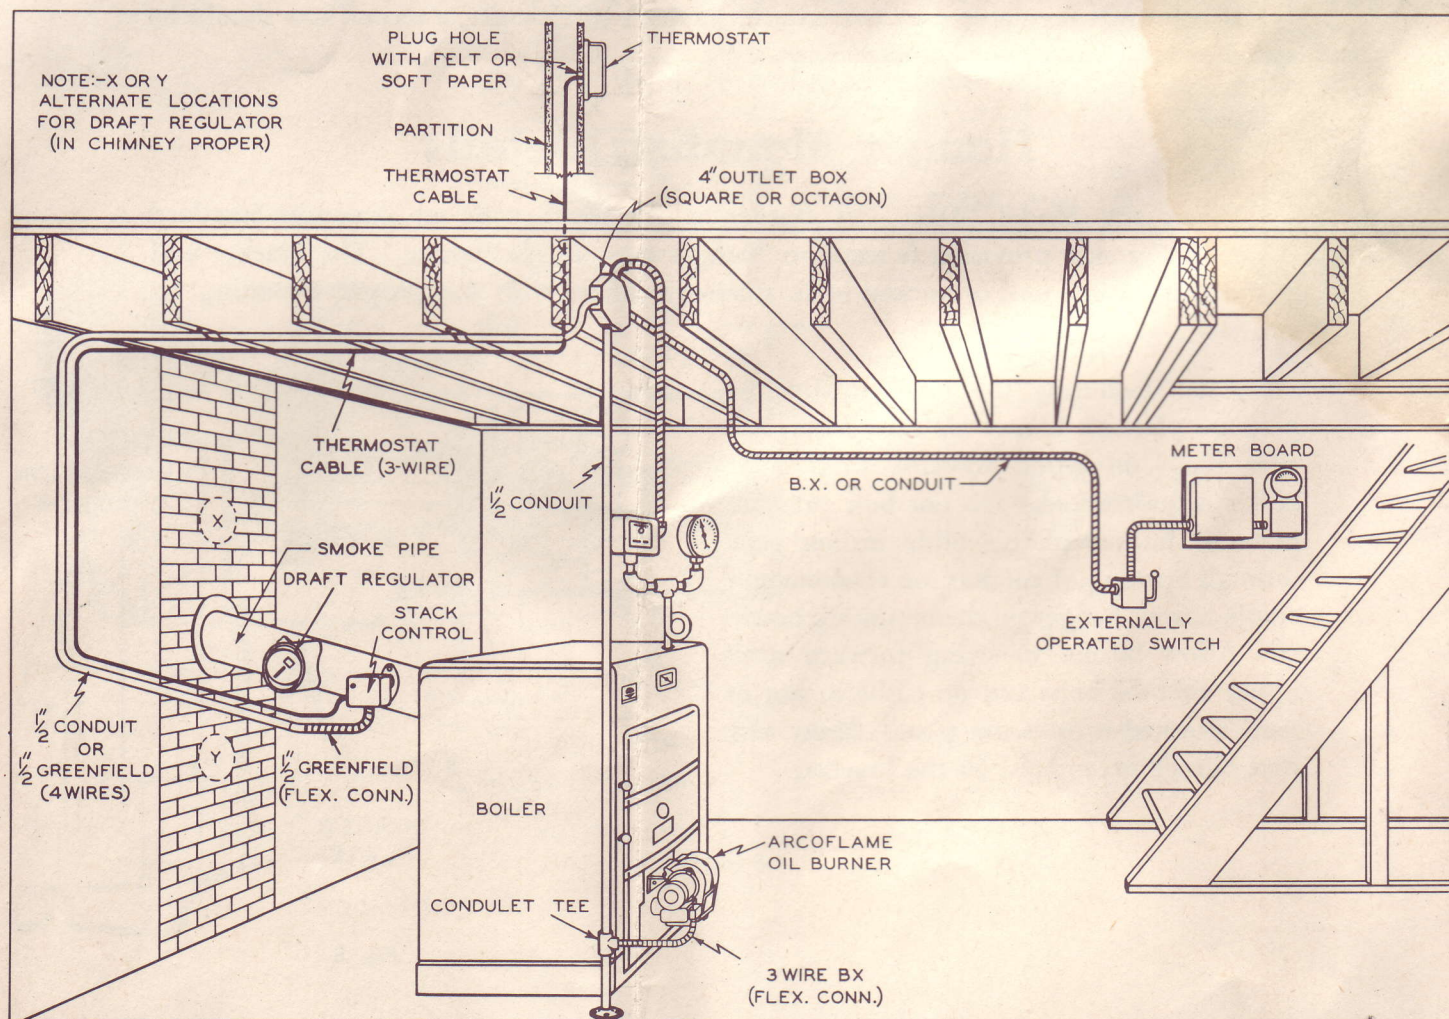 NOTE:-X OR Y
ALTERNATE LOCATIONS
FOR DRAFT REGULATOR
(IN CHIMNEY PROPER)
PLUG HOLE
WITH FELT OR
SOFT PAPER
THERMOSTAT
PARTITION
THERMOSTAT
CABLE
4" OUTLET BOX
(SQUARE OR OCTAGON)
THERMOSTAT
CABLE (3-WIRE)
1/2" CONDUIT
B.X. OR CONDUIT
METER BOARD
X
SMOKE PIPE
DRAFT REGULATOR
STACK
CONTROL
EXTERNALLY
OPERATED SWITCH
1/2" CONDUIT
OR
1/2" GREENFIELD
(4 WIRES)
Y
1/2" GREENFIELD
(FLEX. CONN.)
BOILER
ARCOFLAME
OIL BURNER
CONDULET TEE
3 WIRE BX
(FLEX. CONN.)